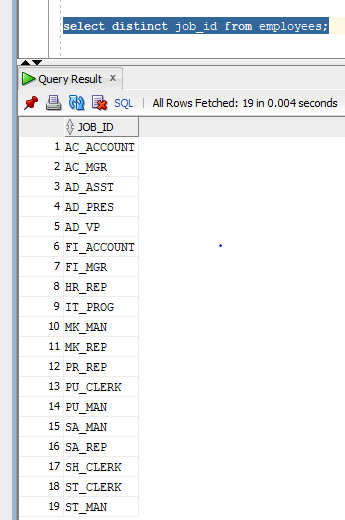 select distinct job_id from employees;
Query Result x
SQL | All Rows Fetched: 19 in 0.004 seconds
JOB_ID
1 AC_ACCOUNT
2 AC_MGR
3 AD_ASST
4 AD_PRES
5 AD_VP
6 FI_ACCOUNT
7 FI_MGR
8 HR_REP
9 IT_PROG
10 MK_MAN
11 MK_REP
12 PR_REP
13 PU_CLERK
14 PU_MAN
15 SA_MAN
16 SA_REP
17 SH_CLERK
18 ST_CLERK
19 ST_MAN